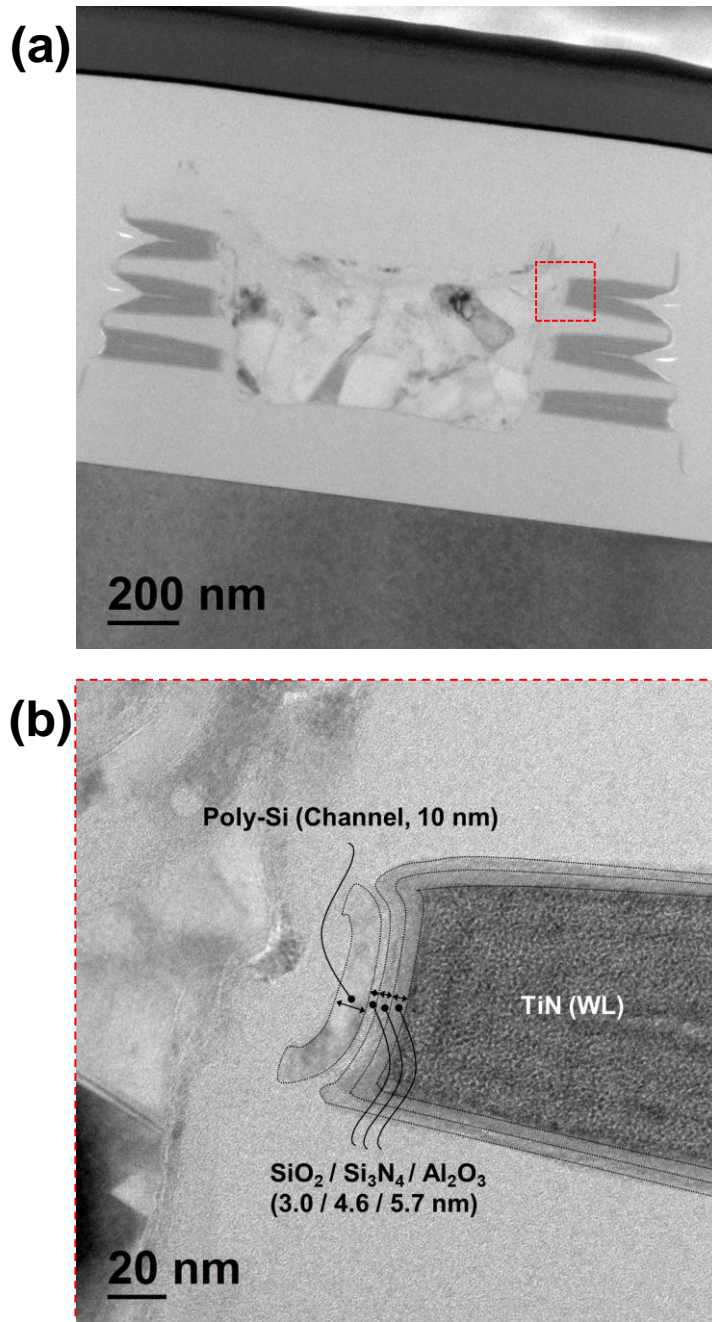 (a)
200 nm
(b)
Poly-Si (Channel, 10 nm)
TiN (WL)
SiO₂ / Si₃N₄ / Al₂O₃
(3.0 / 4.6 / 5.7 nm)
20 nm